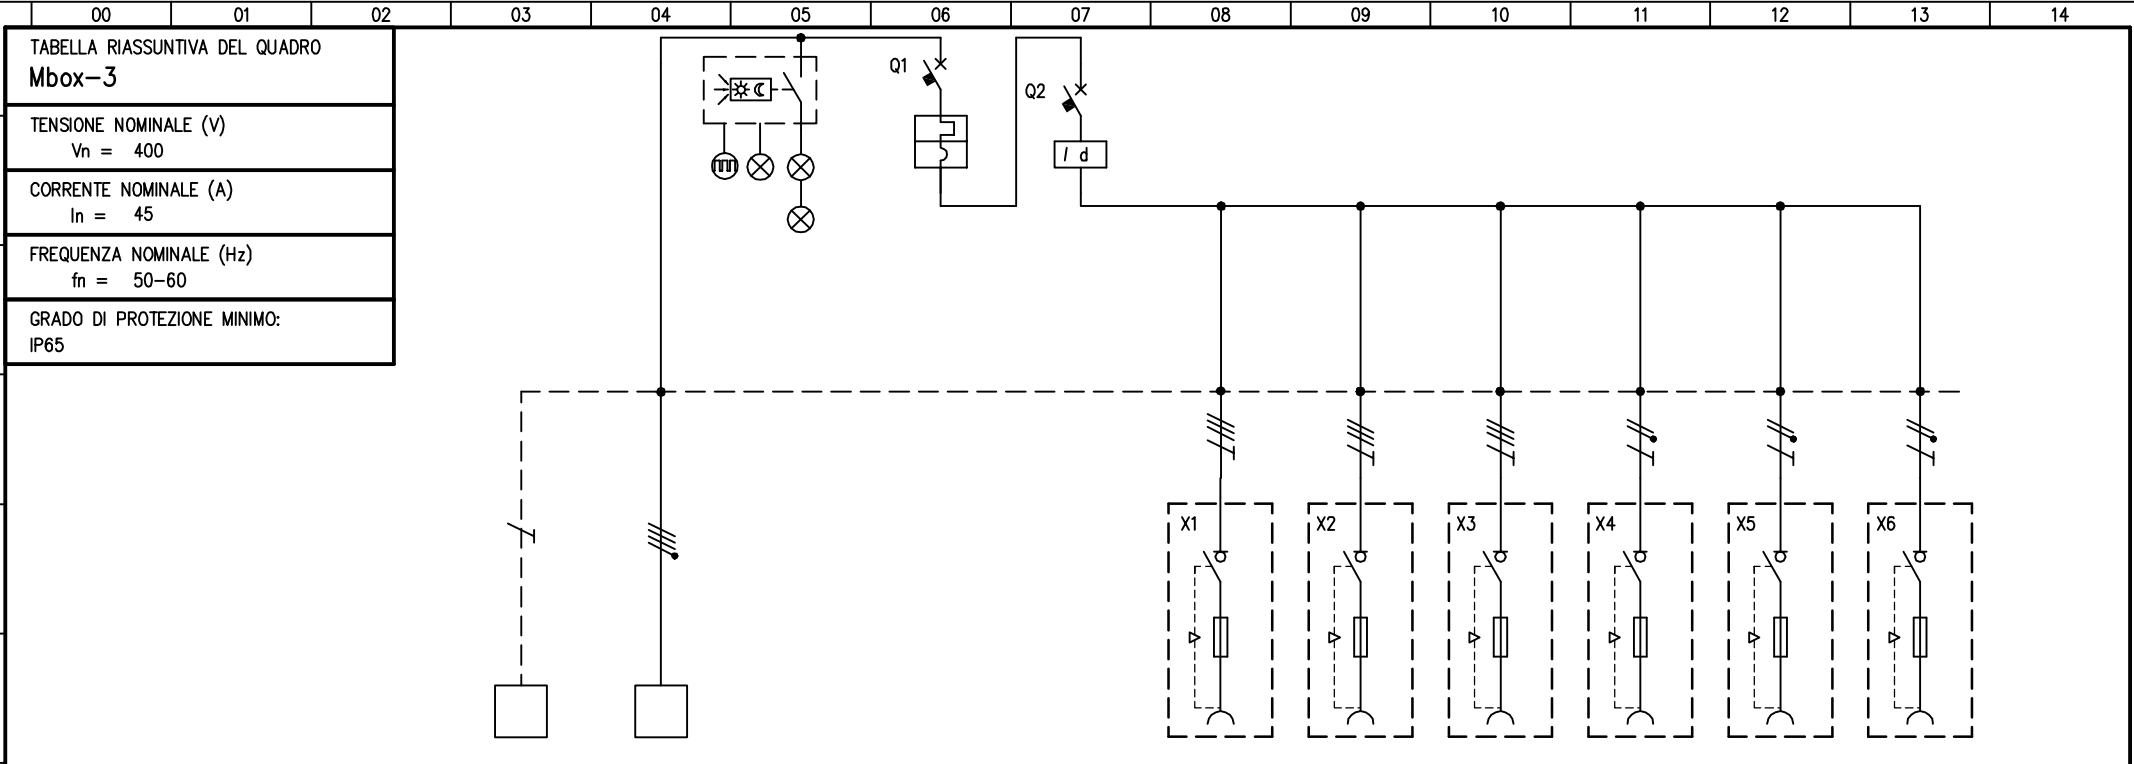 00 01 02 03 04 05 06 07 08 09 10 11 12 13 14
TABELLA RIASSUNTIVA DEL QUADRO
Mbox-3
TENSIONE NOMINALE (V)
Vn = 400
CORRENTE NOMINALE (A)
In = 45
FREQUENZA NOMINALE (Hz)
fn = 50-60
GRADO DI PROTEZIONE MINIMO:
IP65
Q1
Q2
I d
X1 X2 X3 X4 X5 X6